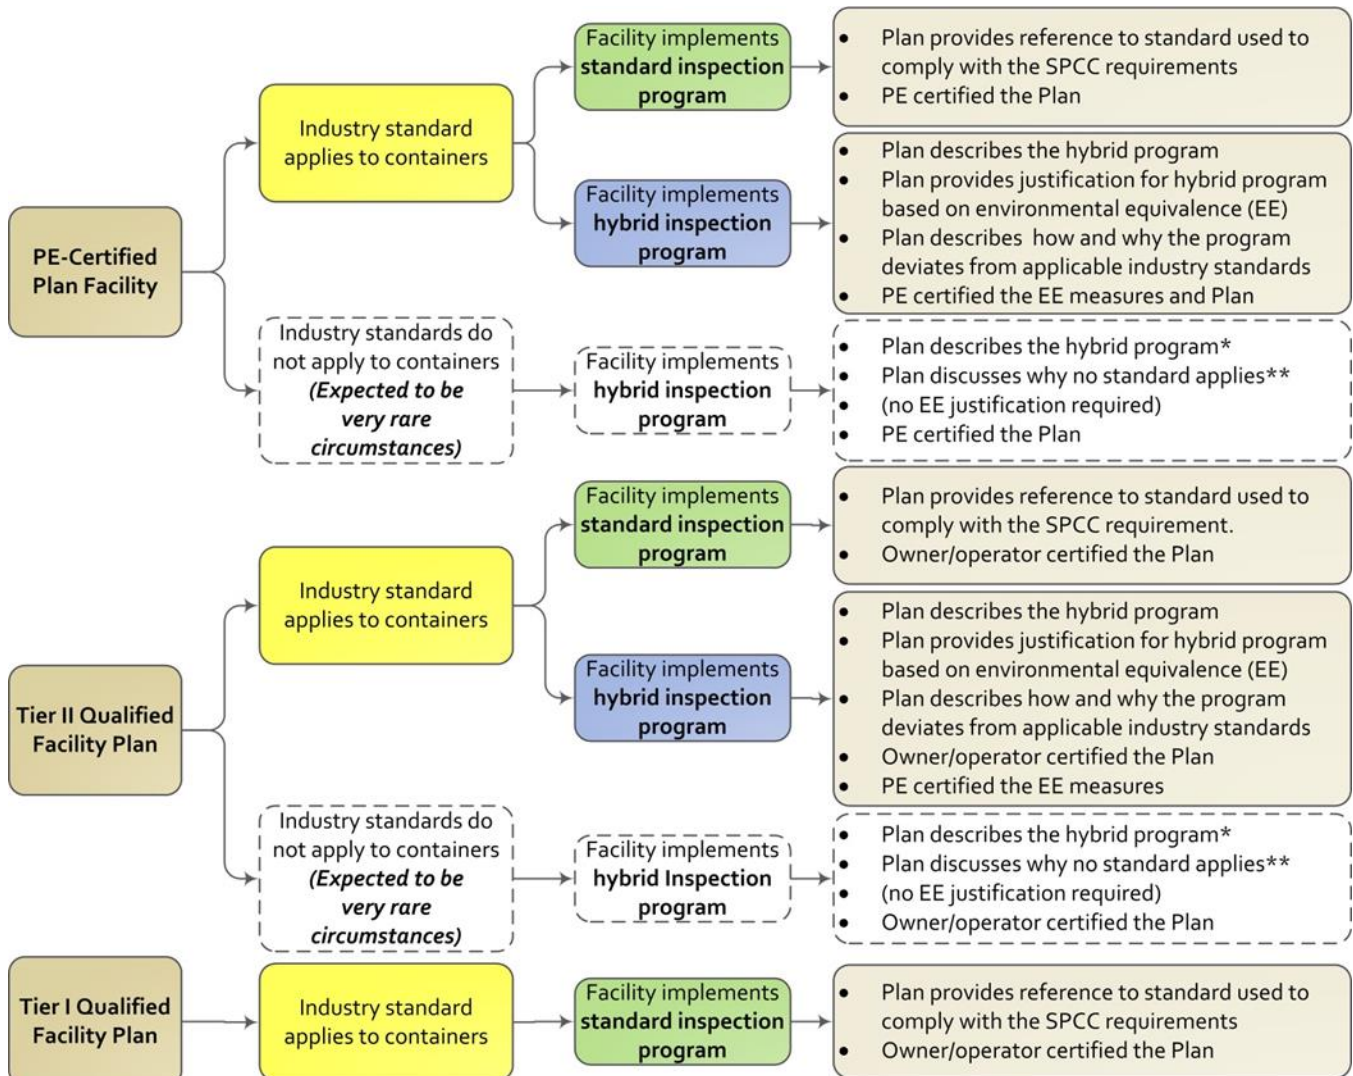 PE-Certified
Plan Facility
Industry standard
applies to containers
Facility implements
standard inspection
program
• Plan provides reference to standard used to
comply with the SPCC requirements
• PE certified the Plan
Facility implements
hybrid inspection
program
• Plan describes the hybrid program
• Plan provides justification for hybrid program
based on environmental equivalence (EE)
• Plan describes how and why the program
deviates from applicable industry standards
• PE certified the EE measures and Plan
Industry standards do
not apply to containers
(Expected to be
very rare
circumstances)
Facility implements
hybrid inspection
program
• Plan describes the hybrid program*
• Plan discusses why no standard applies**
• (no EE justification required)
• PE certified the Plan
Tier II Qualified
Facility Plan
Industry standard
applies to containers
Facility implements
standard inspection
program
• Plan provides reference to standard used to
comply with the SPCC requirement.
• Owner/operator certified the Plan
Facility implements
hybrid inspection
program
• Plan describes the hybrid program
• Plan provides justification for hybrid program
based on environmental equivalence (EE)
• Plan describes how and why the program
deviates from applicable industry standards
• Owner/operator certified the Plan
• PE certified the EE measures
Industry standards do
not apply to containers
(Expected to be
very rare
circumstances)
Facility implements
hybrid Inspection
program
• Plan describes the hybrid program*
• Plan discusses why no standard applies**
• (no EE justification required)
• Owner/operator certified the Plan
Tier I Qualified
Facility Plan
Industry standard
applies to containers
Facility implements
standard inspection
program
• Plan provides reference to standard used to
comply with the SPCC requirements
• Owner/operator certified the Plan